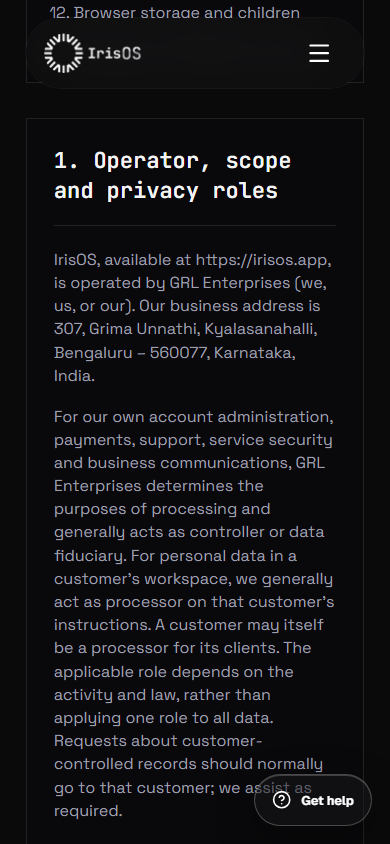 12. Browser storage and children
IrisOS
1. Operator, scope
and privacy roles
IrisOS, available at https://irisos.app,
is operated by GRL Enterprises (we,
us, or our). Our business address is
307, Grima Unnathi, Kyalasanahalli,
Bengaluru – 560077, Karnataka,
India.
For our own account administration,
payments, support, service security
and business communications, GRL
Enterprises determines the
purposes of processing and
generally acts as controller or data
fiduciary. For personal data in a
customer's workspace, we generally
act as processor on that customer's
instructions. A customer may itself
be a processor for its clients. The
applicable role depends on the
activity and law, rather than
applying one role to all data.
Requests about customer-
controlled records should normally
go to that customer; we assist as
required.
Get help